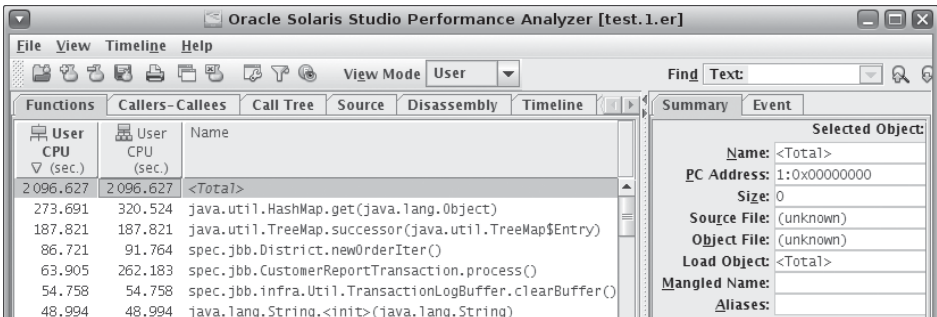 Oracle Solaris Studio Performance Analyzer [test.1.er]
File View Timeline Help
View Mode User
Find Text:
Functions Callers-Callees Call Tree Source Disassembly Timeline
Summary Event
User CPU (sec.) User CPU (sec.) Name
2 096.627 2 096.627 <Total>
273.691 320.524 java.util.HashMap.get(java.lang.Object)
187.821 187.821 java.util.TreeMap.successor(java.util.TreeMap$Entry)
86.721 91.764 spec.jbb.District.newOrderIter()
63.905 262.183 spec.jbb.CustomerReportTransaction.process()
54.758 54.758 spec.jbb.infra.Util.TransactionLogBuffer.clearBuffer()
48.994 48.994 java.lang.String.<init>(java.lang.String)
Selected Object:
Name: <Total>
PC Address: 1:0x00000000
Size: 0
Source File: (unknown)
Object File: (unknown)
Load Object: <Total>
Mangled Name:
Aliases: